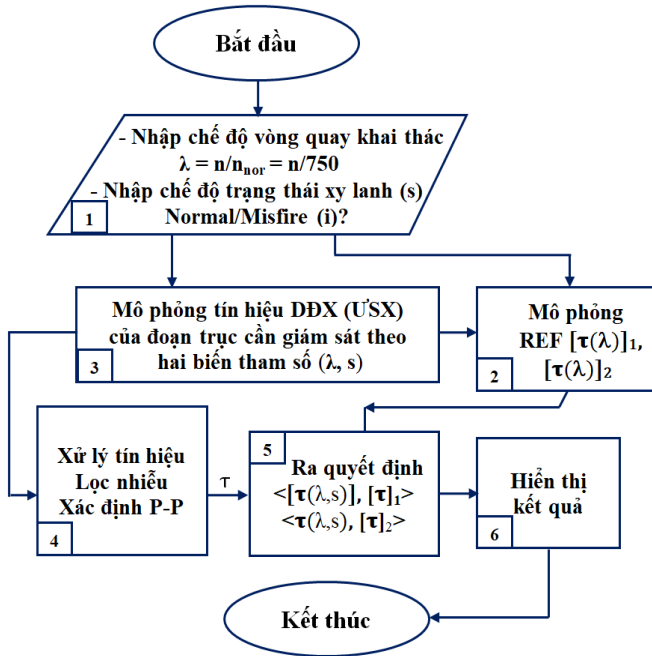 Bắt đầu
- Nhập chế độ vòng quay khai thác
λ = n/nnor = n/750
- Nhập chế độ trạng thái xy lanh (s)
Normal/Misfire (i)?
1
Mô phỏng tín hiệu DĐX (ƯSX)
của đoạn trục cần giám sát theo
hai biến tham số (λ, s)
3
Mô phỏng
REF [τ(λ)]1,
[τ(λ)]2
2
Xử lý tín hiệu
Lọc nhiễu
Xác định P-P
4
τ
5
Ra quyết định
<[τ(λ,s)], [τ]1>
<τ(λ,s), [τ]2>
Hiển thị
kết quả
6
Kết thúc